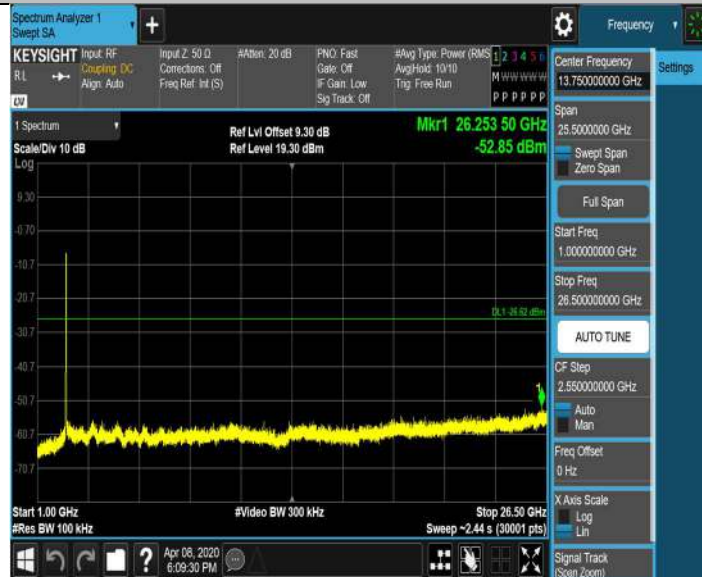 Spectrum Analyzer 1
Swept SA
Frequency
KEYSIGHT
RL
Input: RF
Coupling: DC
Align: Auto
Input Z: 50 Ω
Corrections: Off
Freq Ref: Int (S)
#Atten: 20 dB
PNO: Fast
Gate: Off
IF Gain: Low
Sig Track: Off
#Avg Type: Power (RMS
Avg|Hold: 10/10
Trig: Free Run
1 2 3 4 5 6
M W W W W W
P P P P P P
1 Spectrum
Scale/Div 10 dB
Log
Ref Lvl Offset 9.30 dB
Ref Level 19.30 dBm
Mkr1 26.253 50 GHz
-52.85 dBm
9.30
-0.70
-10.7
-20.7
-30.7
-40.7
-50.7
-60.7
-70.7
DL1 -26.62 dBm
1
Start 1.00 GHz
#Res BW 100 kHz
#Video BW 300 kHz
Stop 26.50 GHz
Sweep ~2.44 s (30001 pts)
Apr 08, 2020
6:09:30 PM
?
Center Frequency
13.750000000 GHz
Settings
Span
25.5000000 GHz
Swept Span
Zero Span
Full Span
Start Freq
1.000000000 GHz
Stop Freq
26.500000000 GHz
AUTO TUNE
CF Step
2.550000000 GHz
Auto
Man
Freq Offset
0 Hz
X Axis Scale
Log
Lin
Signal Track
(Span Zoom)